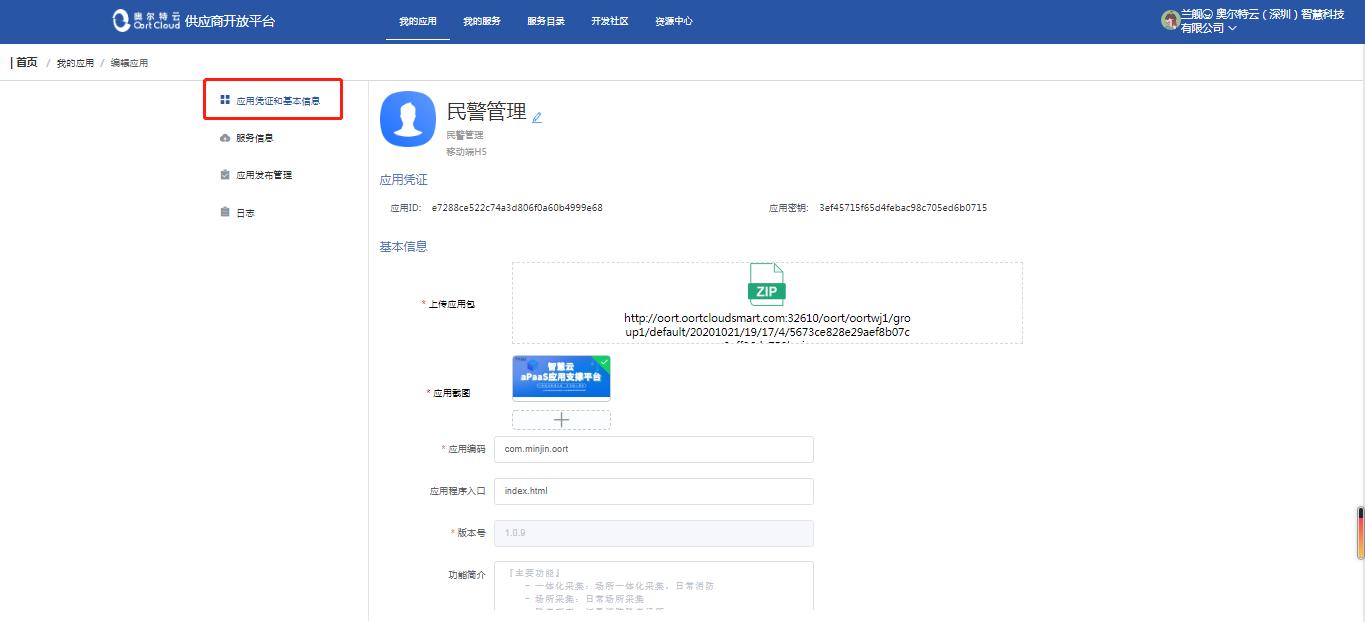 奥尔特云
Oort Cloud
供应商开放平台
我的应用
我的服务
服务目录
开发社区
资源中心
兰舰@ 奥尔特云（深圳）智慧科技
有限公司
首页 / 我的应用 / 编辑应用
应用凭证和基本信息
服务信息
应用发布管理
日志
民警管理
民警管理
移动端H5
应用凭证
应用ID: e7288ce522c74a3d806f0a60b4999e68
应用密钥: 3ef45715f65d4febac98c705ed6b0715
基本信息
* 上传应用包
ZIP
http://oort.oortcloudsmart.com:32610/oort/oortwj1/gro
up1/default/20201021/19/17/4/5673ce828e29aef8b07c
* 应用截图
智慧云
aPaaS应用支撑平台
* 应用编码 com.minjin.oort
应用程序入口 index.html
* 版本号 1.0.9
功能简介
『主要功能』
- 一体化采集：场所一体化采集，日常消防
- 场所采集：日常场所采集